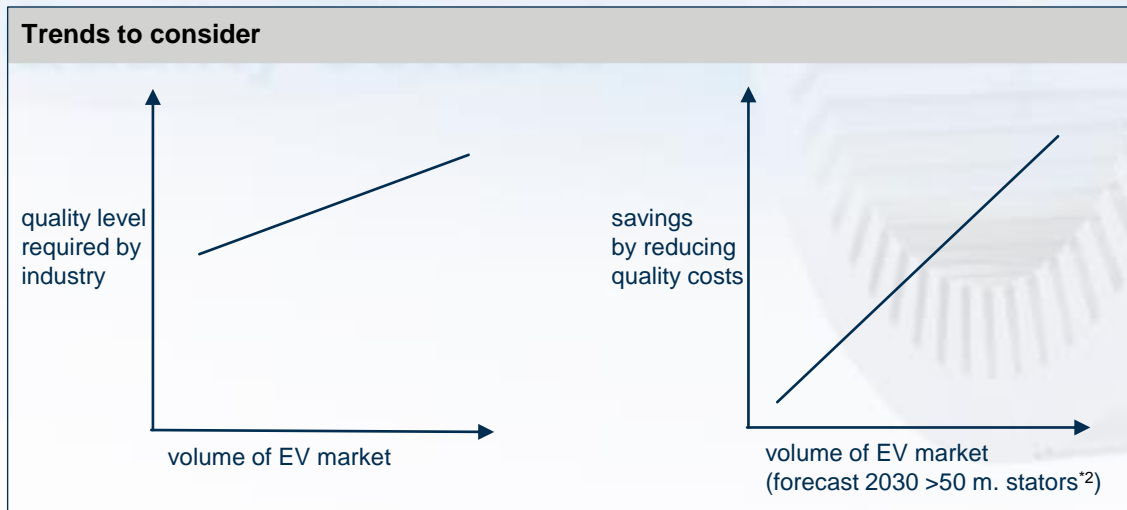 Trends to consider
quality level
required by
industry
volume of EV market
savings
by reducing
quality costs
volume of EV market
(forecast 2030 >50 m. stators*2)